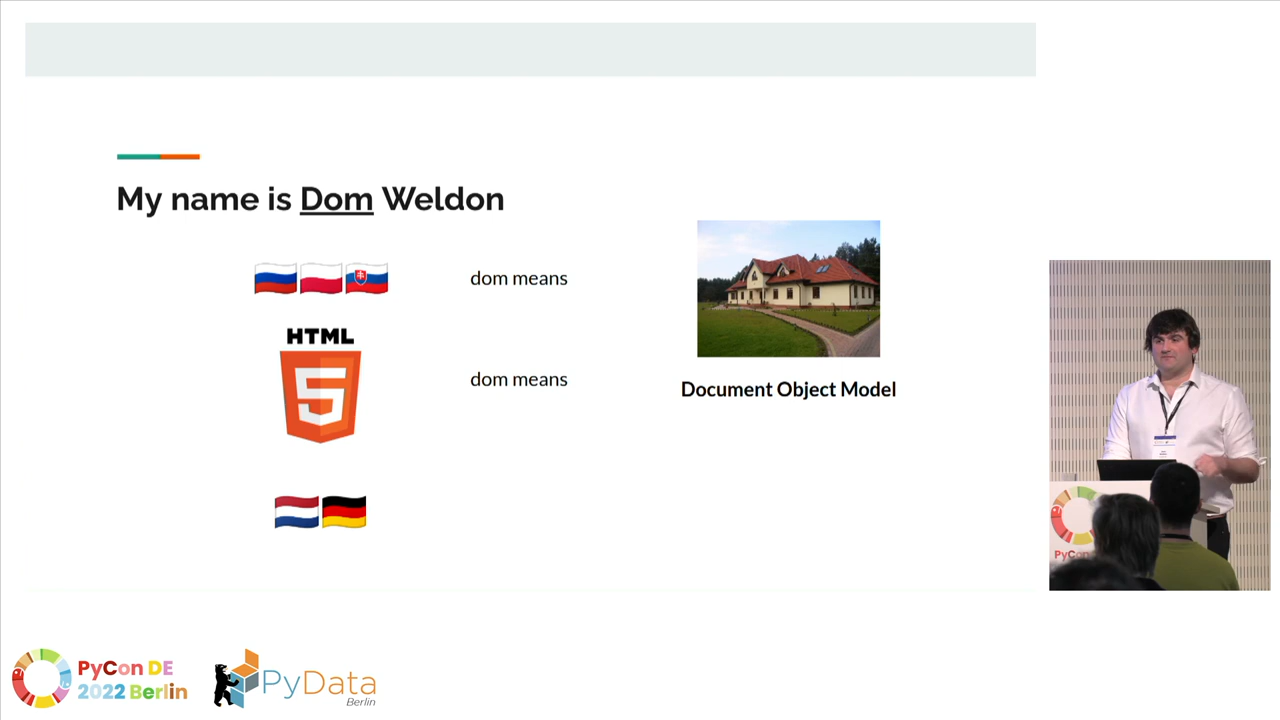 My name is Dom Weldon
dom means
HTML
5
dom means
Document Object Model
PyCon
PyCon DE
2022 Berlin
PyData
Berlin